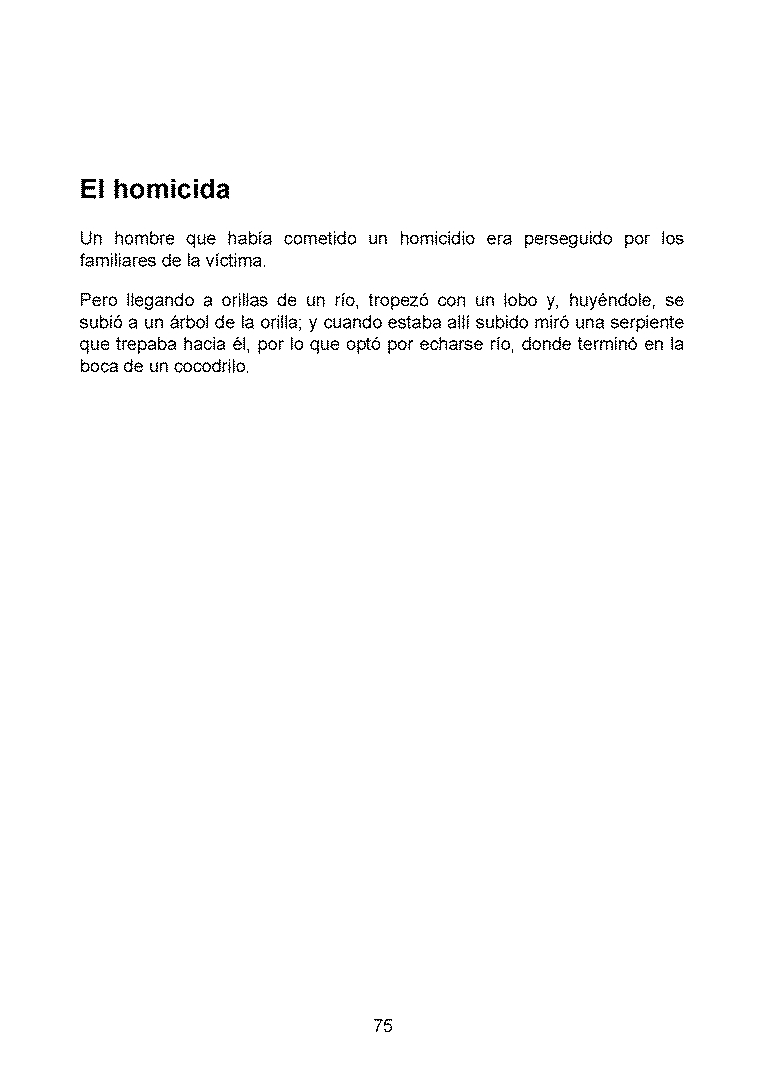 El homicida
Un hombre que había cometido un homicidio era perseguido por los
familiares de la víctima.
Pero llegando a orillas de un río, tropezó con un lobo y, huyéndole, se
subió a un árbol de la orilla; y cuando estaba allí subido miró una serpiente
que trepaba hacia él, por lo que optó por echarse río, donde terminó en la
boca de un cocodrilo.
75